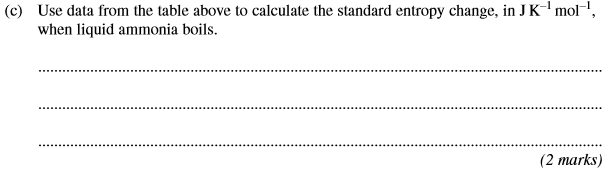 (c) Use data from the table above to calculate the standard entropy change, in J K⁻¹ mol⁻¹,
when liquid ammonia boils.
..........................................................................................................................................
..........................................................................................................................................
..........................................................................................................................................
(2 marks)